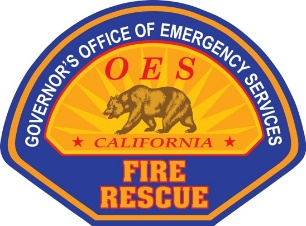 GOVERNOR'S OFFICE OF EMERGENCY SERVICES
OES
CALIFORNIA
FIRE
RESCUE